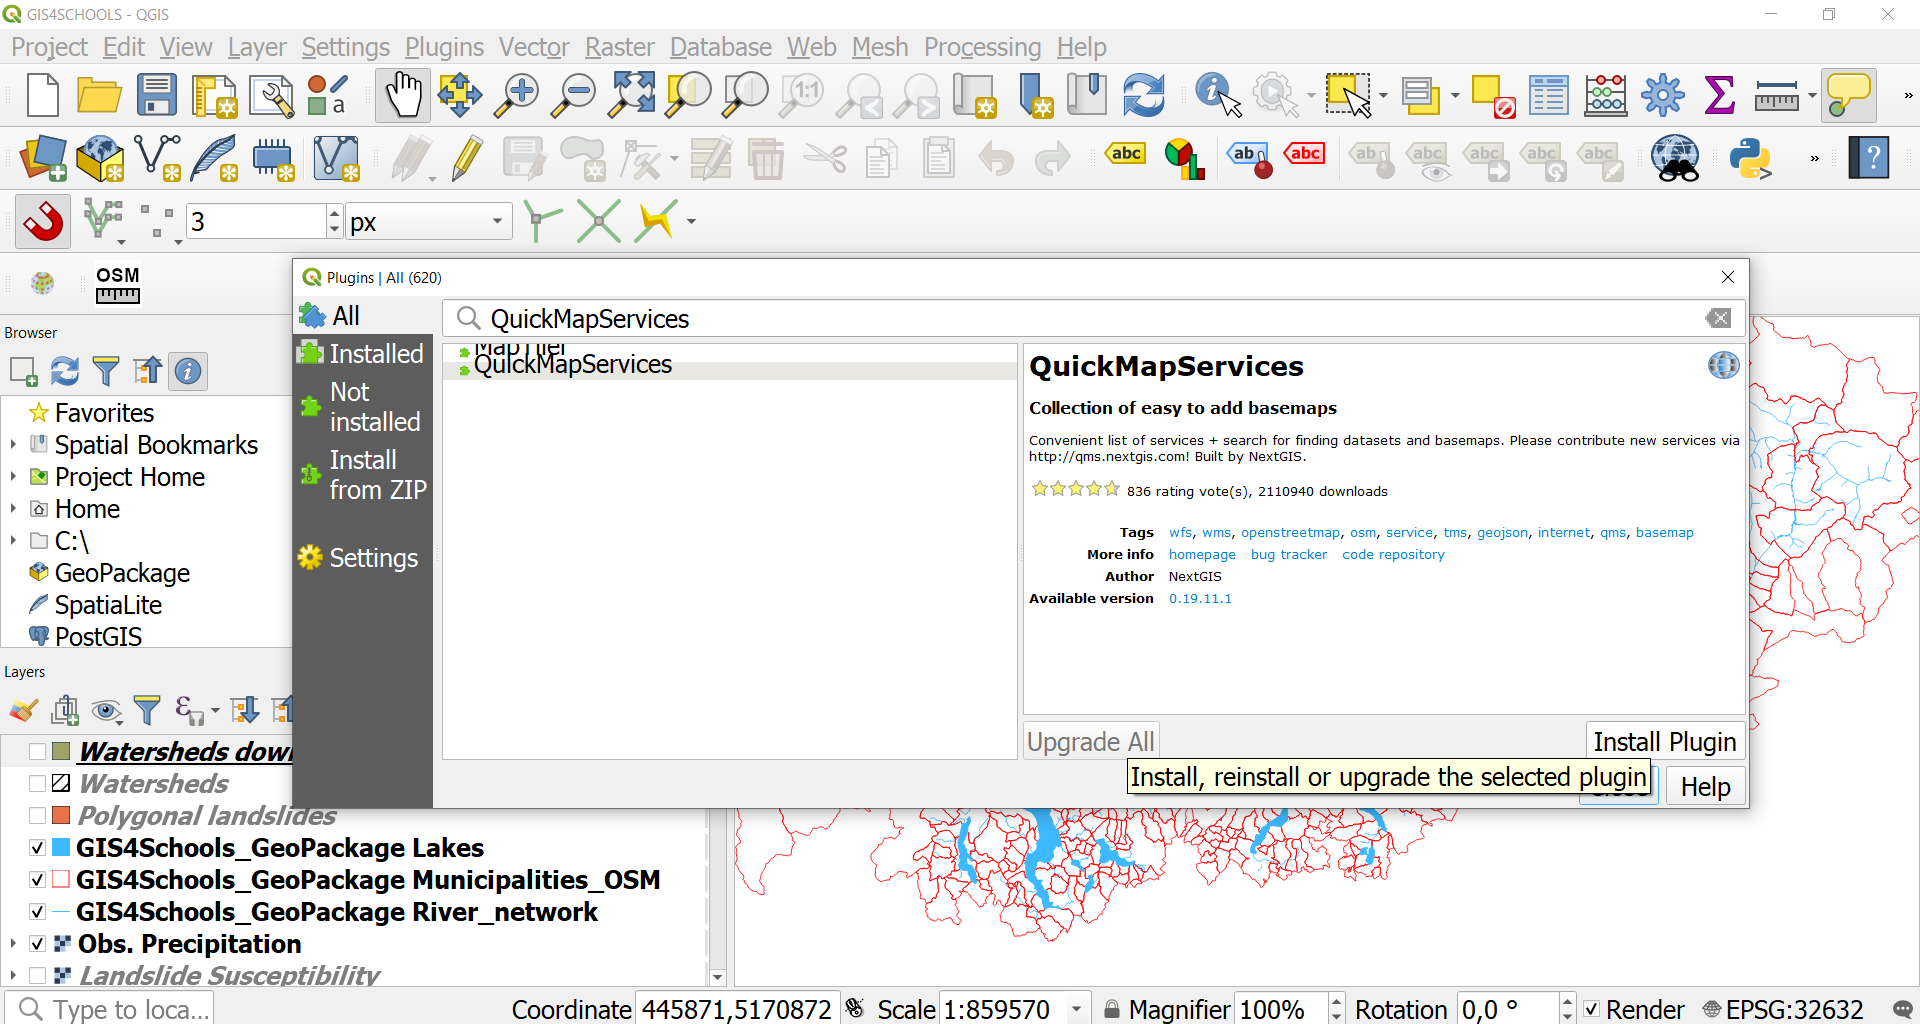 GIS4SCHOOLS - QGIS
Project Edit View Layer Settings Plugins Vector Raster Database Web Mesh Processing Help
a 1:1 »
abc ab abc ab abc abc abc abc » ?
3 px
OSM
Plugins | All (620)
All
QuickMapServices
Installed
Not
installed
Install
from ZIP
Settings
MapTiler
QuickMapServices
QuickMapServices
Collection of easy to add basemaps
Convenient list of services + search for finding datasets and basemaps. Please contribute new services via
http://qms.nextgis.com! Built by NextGIS.
836 rating vote(s), 2110940 downloads
Tags wfs, wms, openstreetmap, osm, service, tms, geojson, internet, qms, basemap
More info homepage bug tracker code repository
Author NextGIS
Available version 0.19.11.1
Upgrade All
Install Plugin
Install, reinstall or upgrade the selected plugin
Help
Browser
Favorites
Spatial Bookmarks
Project Home
Home
C:\
GeoPackage
SpatiaLite
PostGIS
Layers
Watersheds dow
Watersheds
Polygonal landslides
GIS4Schools_GeoPackage Lakes
GIS4Schools_GeoPackage Municipalities_OSM
GIS4Schools_GeoPackage River_network
Obs. Precipitation
Landslide Susceptibility
Type to loca...
Coordinate 445871,5170872 Scale 1:859570 Magnifier 100% Rotation 0,0 ° Render EPSG:32632